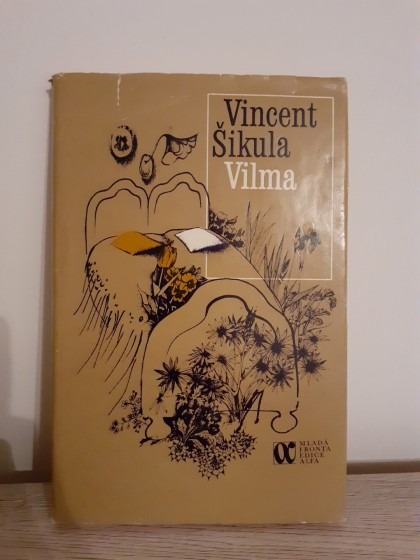 Vincent
Šikula
Vilma
α
MLADÁ
FRONTA
EDICE
ALFA